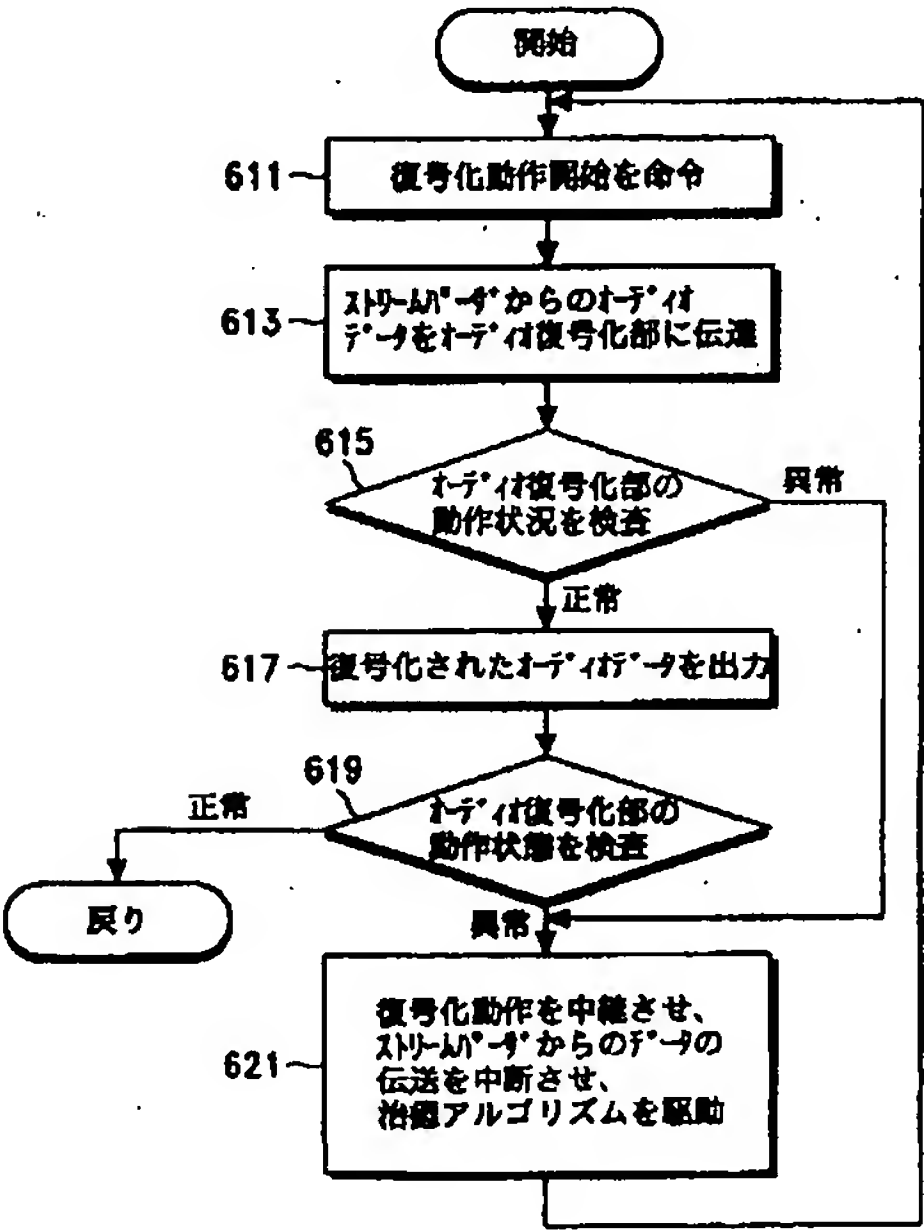 開始
611
復号化動作開始を命令
613
ストリームパーザからのオーディオ
データをオーディオ復号化部に伝達
615
オーディオ復号化部の
動作状況を検査
異常
正常
617
復号化されたオーディオデータを出力
619
オーディオ復号化部の
動作状態を検査
正常
戻り
異常
621
復号化動作を中継させ、
ストリームパーザからのデータの
伝送を中断させ、
治癒アルゴリズムを駆動